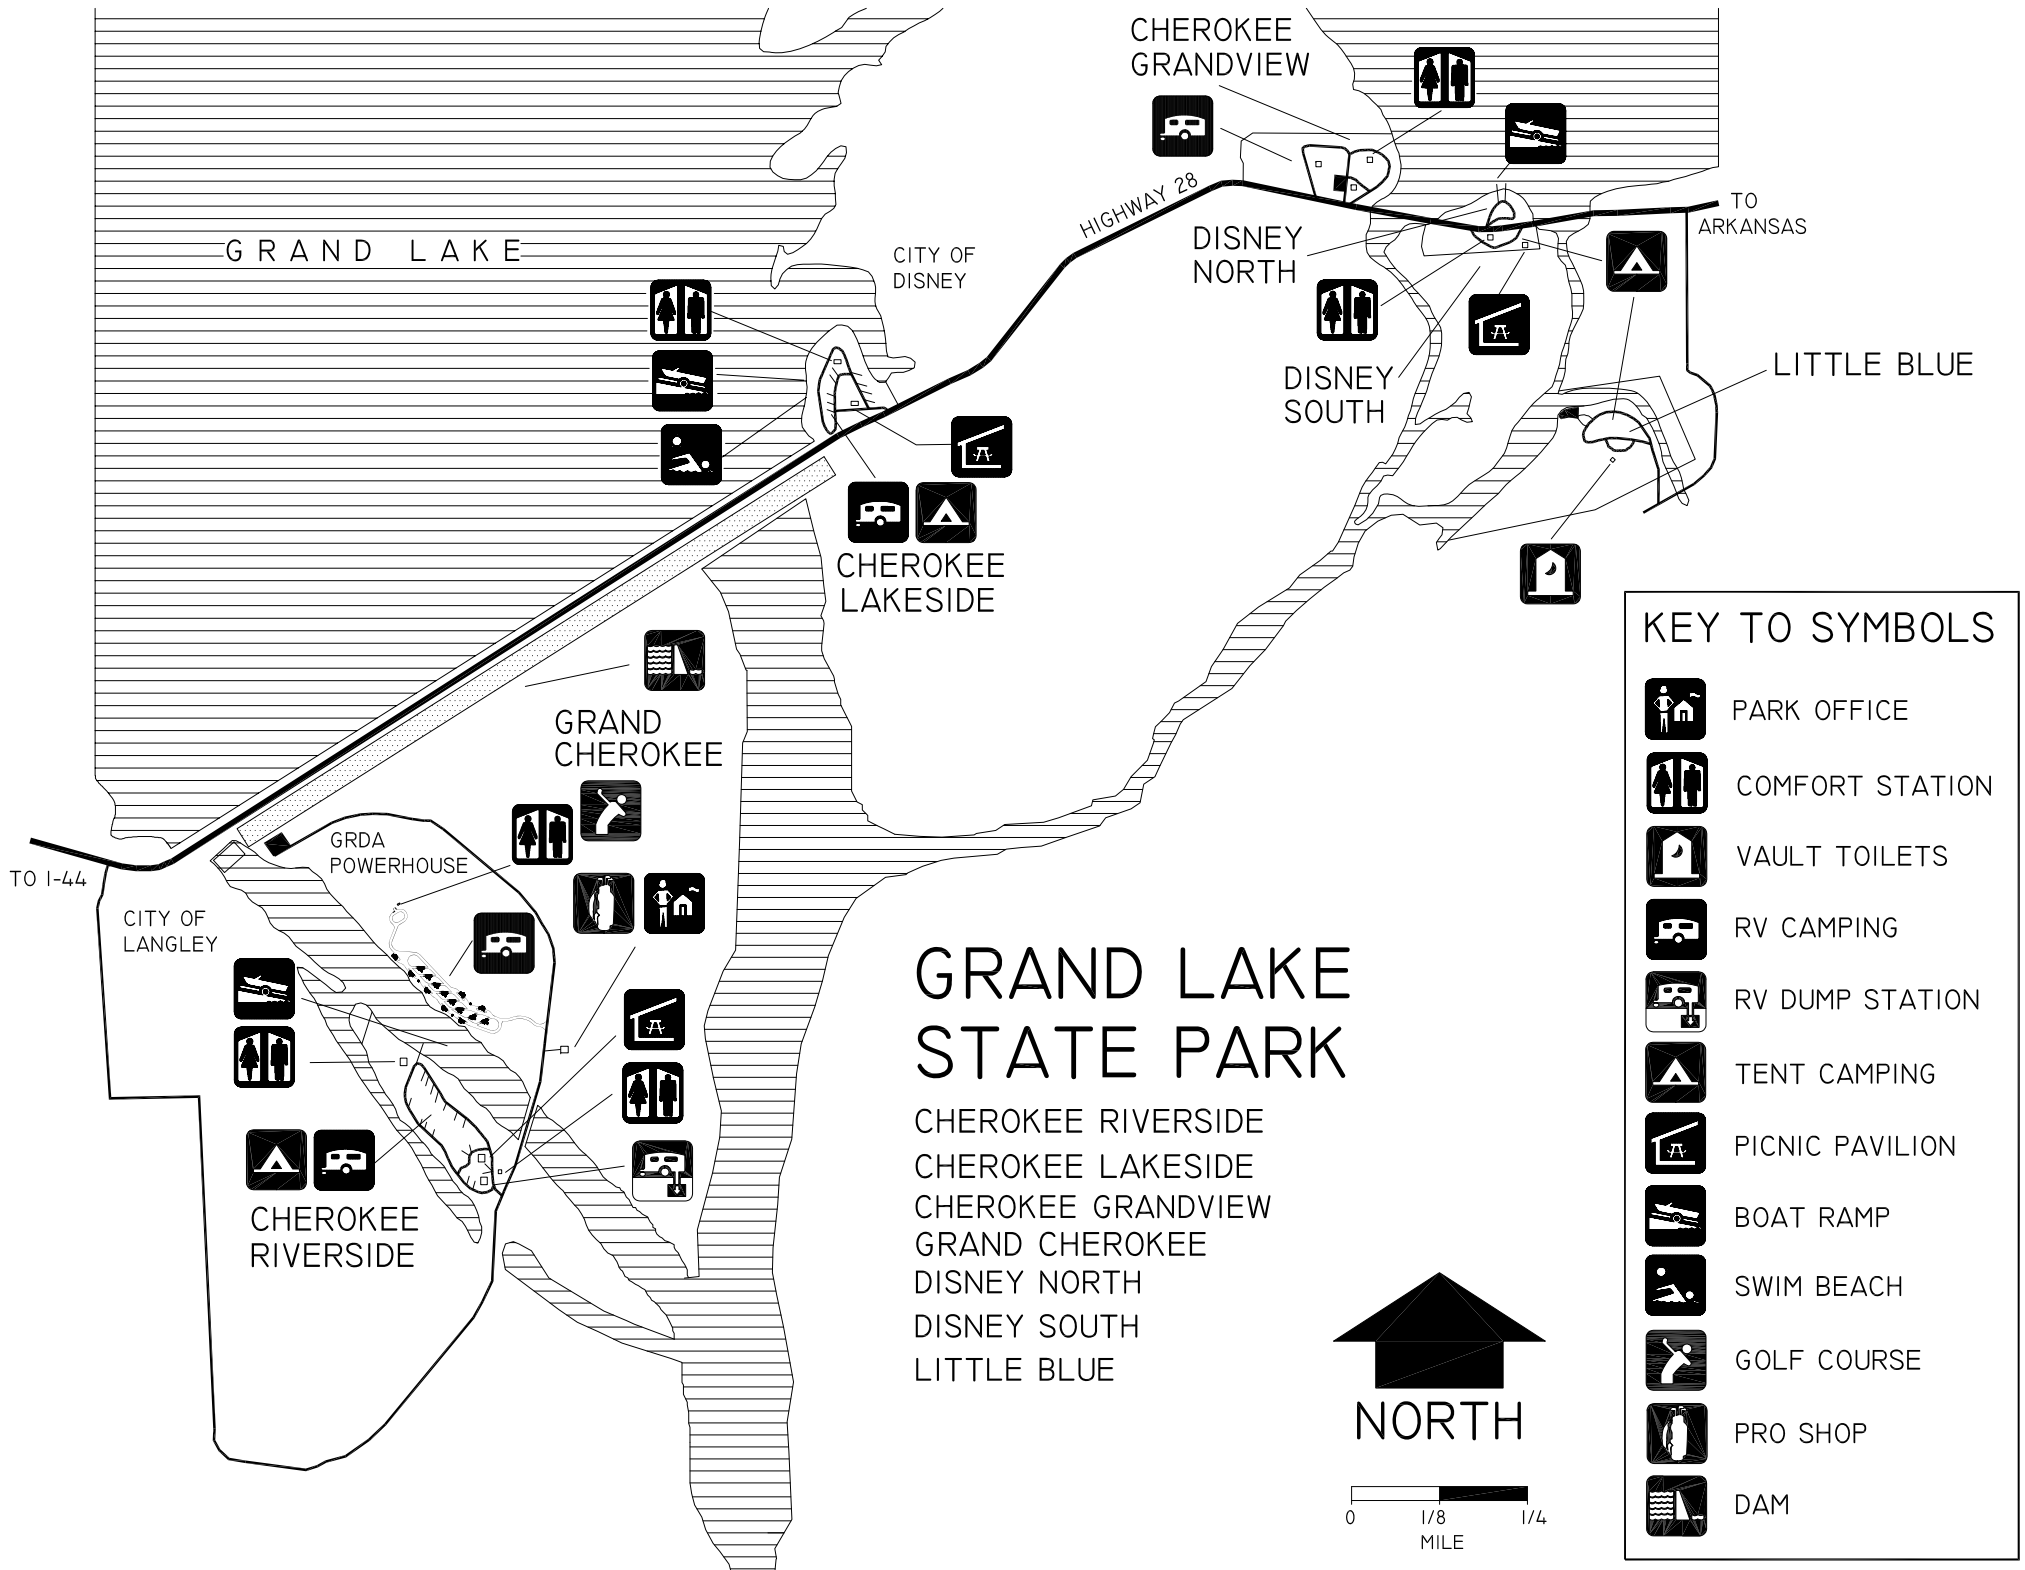 CHEROKEE
GRANDVIEW
HIGHWAY 28
TO
ARKANSAS
GRAND LAKE
CITY OF
DISNEY
DISNEY
NORTH
DISNEY
SOUTH
LITTLE BLUE
CHEROKEE
LAKESIDE
GRAND
CHEROKEE
GRDA
POWERHOUSE
TO I-44
CITY OF
LANGLEY
CHEROKEE
RIVERSIDE
GRAND LAKE
STATE PARK
CHEROKEE RIVERSIDE
CHEROKEE LAKESIDE
CHEROKEE GRANDVIEW
GRAND CHEROKEE
DISNEY NORTH
DISNEY SOUTH
LITTLE BLUE
NORTH
0 1/8 1/4
MILE
KEY TO SYMBOLS
PARK OFFICE
COMFORT STATION
VAULT TOILETS
RV CAMPING
RV DUMP STATION
TENT CAMPING
PICNIC PAVILION
BOAT RAMP
SWIM BEACH
GOLF COURSE
PRO SHOP
DAM